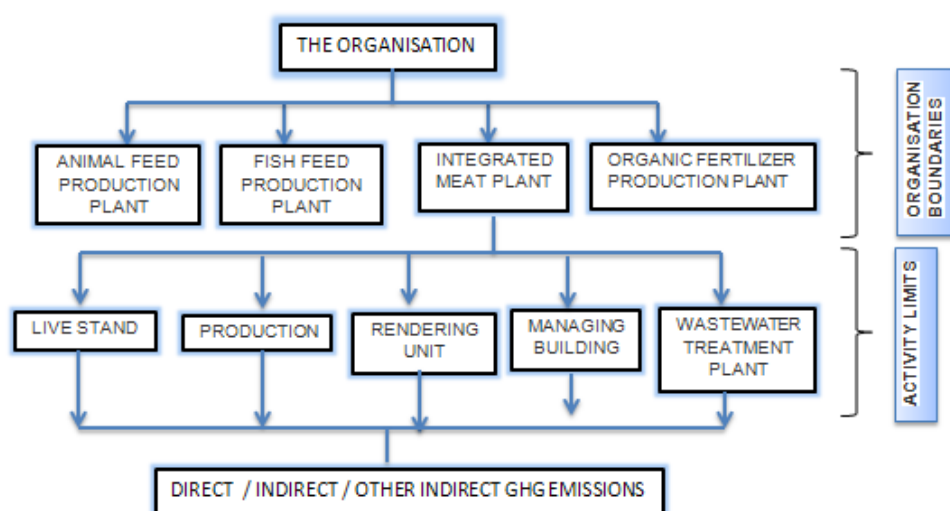 THE ORGANISATION
ANIMAL FEED
PRODUCTION
PLANT
FISH FEED
PRODUCTION
PLANT
INTEGRATED
MEAT PLANT
ORGANIC FERTILIZER
PRODUCTION PLANT
ORGANISATION
BOUNDARIES
LIVE STAND
PRODUCTION
RENDERING
UNIT
MANAGING
BUILDING
WASTEWATER
TREATMENT
PLANT
ACTIVITY LIMITS
DIRECT / INDIRECT / OTHER INDIRECT GHG EMISSIONS